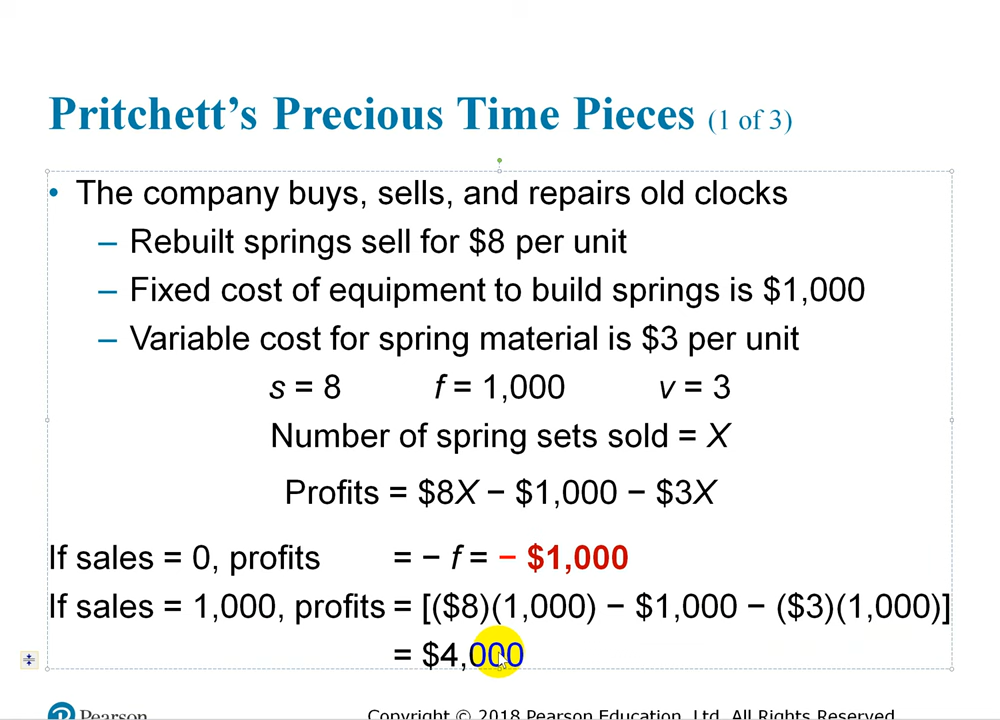 Pritchett’s Precious Time Pieces (1 of 3)
• The company buys, sells, and repairs old clocks
– Rebuilt springs sell for $8 per unit
– Fixed cost of equipment to build springs is $1,000
– Variable cost for spring material is $3 per unit
s = 8 f = 1,000 v = 3
Number of spring sets sold = X
Profits = $8X − $1,000 − $3X
If sales = 0, profits = − f = − $1,000
If sales = 1,000, profits = [($8)(1,000) − $1,000 − ($3)(1,000)]
= $4,000
Pearson Copyright © 2018 Pearson Education, Ltd. All Rights Reserved